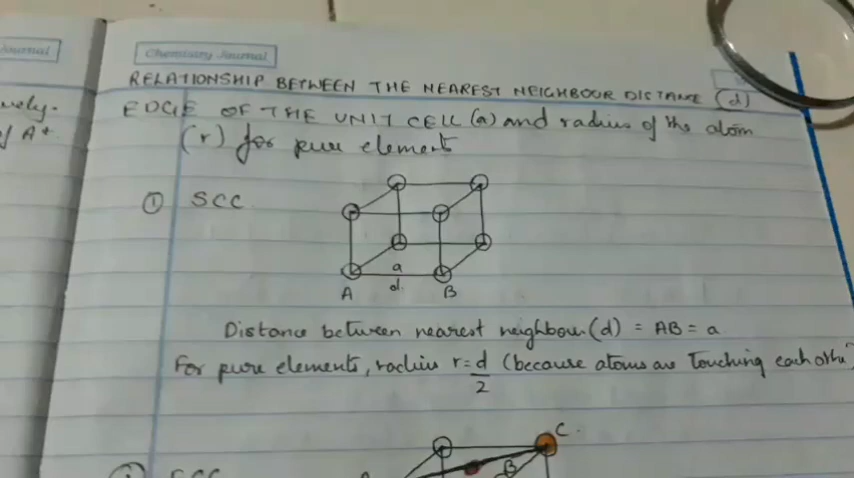 Journal
Chemistry Journal
RELATIONSHIP BETWEEN THE NEAREST NEIGHBOUR DISTANCE (d)
EDGE OF THE UNIT CELL (a) and radius of the atom
(r) for pure element
of A+
① SCC
a
d.
A
B
Distance between nearest neighbour (d) = AB = a.
For pure elements, radius r = d/2 (because atoms are touching each other)
C.
B